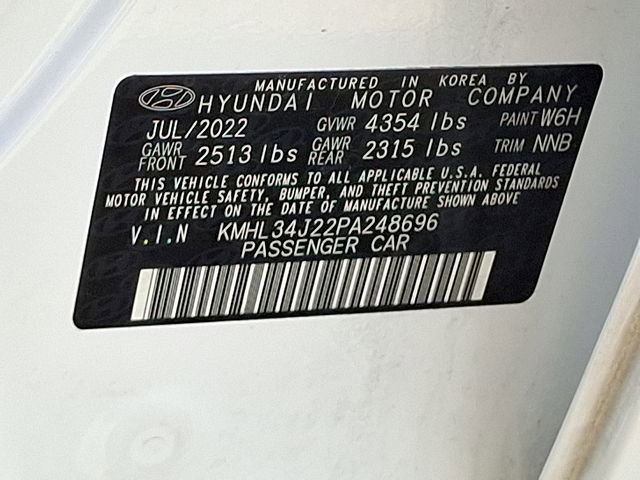 MANUFACTURED IN KOREA BY
HYUNDAI MOTOR COMPANY
JUL/2022 GVWR 4354 lbs PAINT W6H
GAWR FRONT 2513 lbs GAWR REAR 2315 lbs TRIM NNB
THIS VEHICLE CONFORMS TO ALL APPLICABLE U.S.A. FEDERAL
MOTOR VEHICLE SAFETY, BUMPER, AND THEFT PREVENTION STANDARDS
IN EFFECT ON THE DATE OF MANUFACTURE SHOWN ABOVE
V.I.N KMHL34J22PA248696
PASSENGER CAR